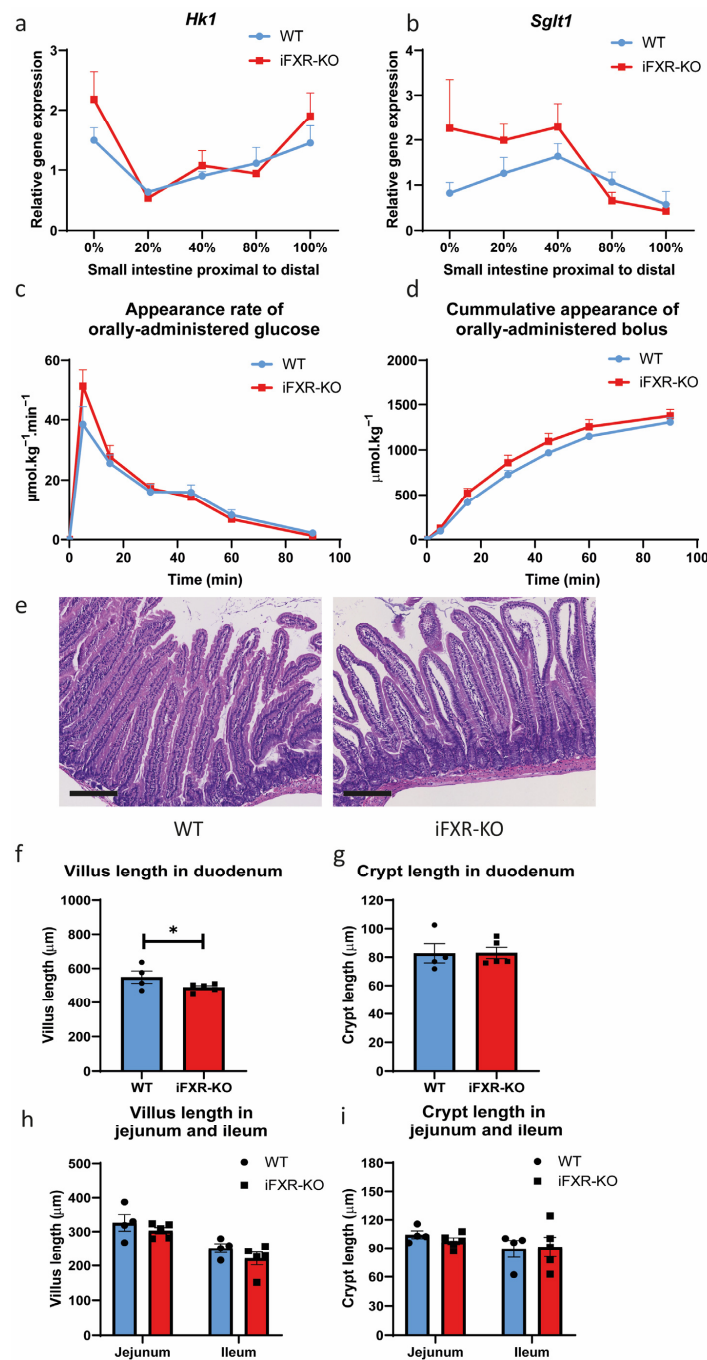 a
Hk1
WT
iFXR-KO
Relative gene expression
3
2
1
0
0%
20%
40%
80%
100%
Small intestine proximal to distal
b
Sglt1
WT
iFXR-KO
Relative gene expression
4
3
2
1
0
0%
20%
40%
80%
100%
Small intestine proximal to distal
c
Appearance rate of
orally-administered glucose
WT
iFXR-KO
µmol.kg⁻¹.min⁻¹
60
40
20
0
0
20
40
60
80
100
Time (min)
d
Cummulative appearance of
orally-administered bolus
WT
iFXR-KO
µmol.kg⁻¹
2000
1500
1000
500
0
0
20
40
60
80
100
Time (min)
e
WT
iFXR-KO
f
Villus length in duodenum
Villus length (µm)
1000
800
600
400
200
0
*
WT
iFXR-KO
g
Crypt length in duodenum
Crypt length (µm)
120
100
80
60
40
20
0
WT
iFXR-KO
h
Villus length in
jejunum and ileum
WT
iFXR-KO
Villus length (µm)
500
400
300
200
100
0
Jejunum
Ileum
i
Crypt length in
jejunum and ileum
WT
iFXR-KO
Crypt length (µm)
180
150
120
90
60
30
0
Jejunum
Ileum